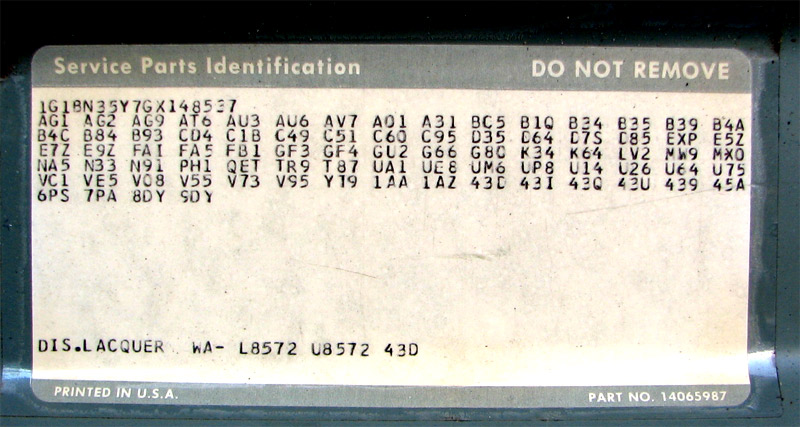 Service Parts Identification DO NOT REMOVE
1G1BN35Y7GX148537
AG1 AG2 AG9 AT6 AU3 AU6 AV7 A01 A31 BC5 B1Q B34 B35 B39 B4A
B4C B84 B93 CD4 C1B C49 C51 C60 C95 D35 D64 D7S D85 EXP E5Z
E7Z E9Z FA1 FA5 FB1 GF3 GF4 GU2 G66 G80 K34 K64 LV2 MW9 MX0
NA5 N33 N91 PH1 QET TR9 T87 UA1 UE8 UM6 UP8 U14 U26 U64 U75
VC1 VE5 V08 V55 V73 V95 YT9 1AA 1AZ 43D 43I 43Q 43U 439 45A
6PS 7PA 8DY 9DY
DIS.LACQUER WA- L8572 U8572 43D
PRINTED IN U.S.A. PART NO. 14065987